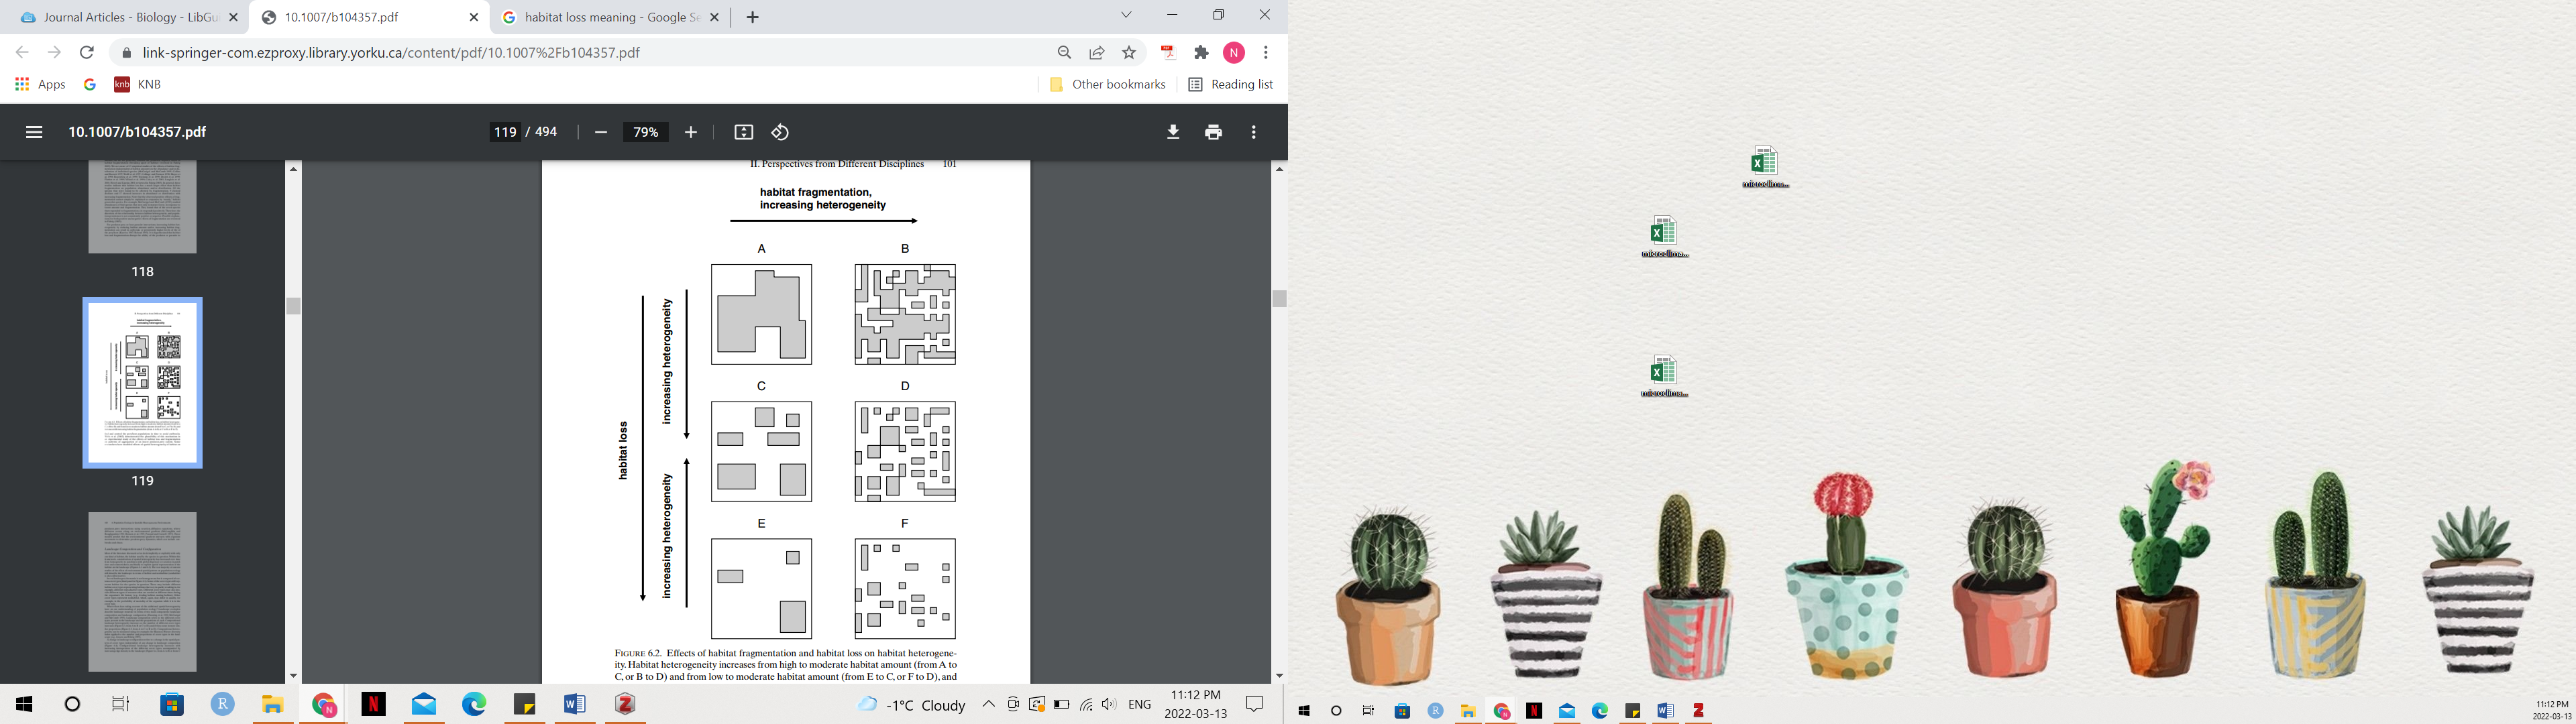 Journal Articles - Biology - LibGu
10.1007/b104357.pdf
habitat loss meaning - Google Se
link-springer-com.ezproxy.library.yorku.ca/content/pdf/10.1007%2Fb104357.pdf
N
Apps
knb
KNB
Other bookmarks
Reading list
10.1007/b104357.pdf
119 / 494
79%
118
119
II. Perspectives from Different Disciplines 101
habitat fragmentation,
increasing heterogeneity
A
B
habitat loss
increasing heterogeneity
increasing heterogeneity
C
D
E
F
FIGURE 6.2. Effects of habitat fragmentation and habitat loss on habitat heterogene-
ity. Habitat heterogeneity increases from high to moderate habitat amount (from A to
C, or B to D) and from low to moderate habitat amount (from E to C, or F to D), and
microclima...
microclima...
microclima...
-1°C Cloudy
ENG
11:12 PM
2022-03-13
11:12 PM
2022-03-13